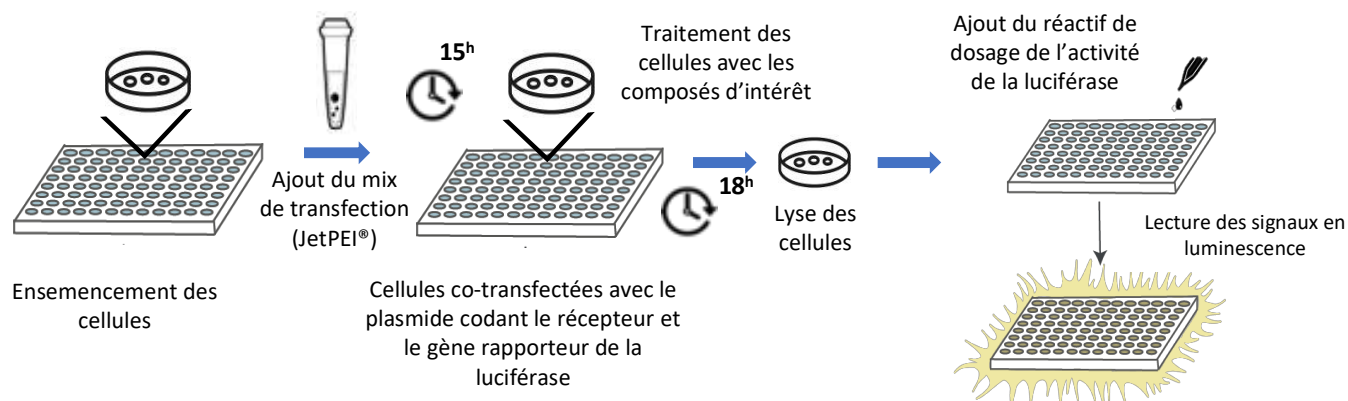 Ensemencement des
cellules
Ajout du mix
de transfection
(JetPEI®)
15h
Cellules co-transfectées avec le
plasmide codant le récepteur et
le gène rapporteur de la
luciférase
Traitement des
cellules avec les
composés d’intérêt
18h
Lyse des
cellules
Ajout du réactif de
dosage de l’activité
de la luciférase
Lecture des signaux en
luminescence